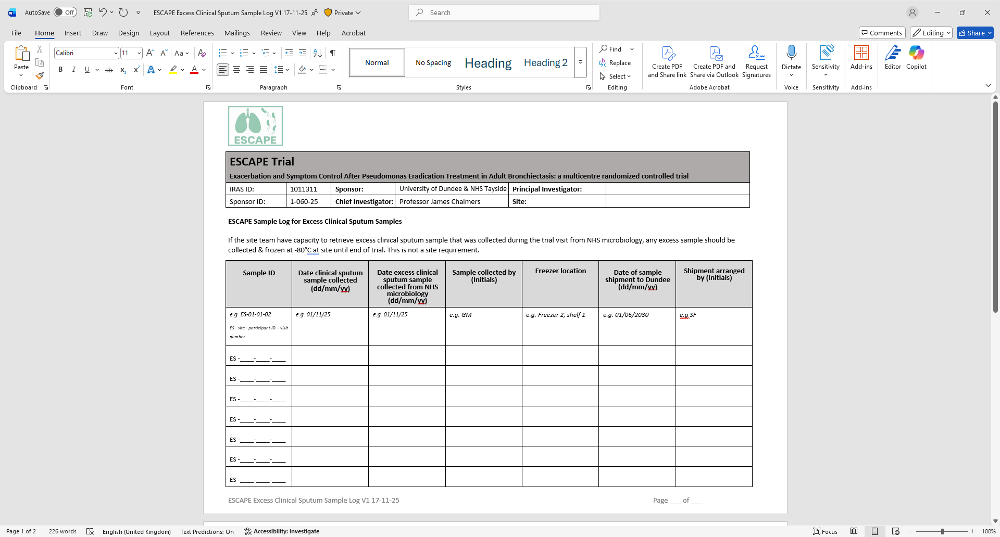 AutoSave Off ESCAPE Excess Clinical Sputum Sample Log V1 17-11-25 Private Search
File Home Insert Draw Design Layout References Mailings Review View Help Acrobat Comments Editing Share
Paste Calibri 11 Normal No Spacing Heading Heading 2 Find Replace Select Create PDF and Share link Create PDF and Share via Outlook Request Signatures Dictate Sensitivity Add-ins Editor Copilot
Clipboard Font Paragraph Styles Editing Adobe Acrobat Voice Sensitivity Add-ins
ESCAPE
ESCAPE Trial
Exacerbation and Symptom Control After Pseudomonas Eradication Treatment in Adult Bronchiectasis: a multicentre randomized controlled trial
IRAS ID: 1011311 Sponsor: University of Dundee & NHS Tayside Principal Investigator:
Sponsor ID: 1-060-25 Chief Investigator: Professor James Chalmers Site:
ESCAPE Sample Log for Excess Clinical Sputum Samples
If the site team have capacity to retrieve excess clinical sputum sample that was collected during the trial visit from NHS microbiology, any excess sample should be
collected & frozen at -80°C at site until end of trial. This is not a site requirement.
Sample ID
Date clinical sputum sample collected (dd/mm/yy)
Date excess clinical sputum sample collected from NHS microbiology (dd/mm/yy)
Sample collected by (Initials)
Freezer location
Date of sample shipment to Dundee (dd/mm/yy)
Shipment arranged by (Initials)
e.g. ES-01-01-02 e.g. 01/11/25 e.g. 01/11/25 e.g. GM e.g. Freezer 2, shelf 1 e.g. 01/06/2030 e.g SF
ES - site - participant ID – visit
number
ES -____-____-____
ES -____-____-____
ES -____-____-____
ES -____-____-____
ES -____-____-____
ES -____-____-____
ES -____-____-____
ESCAPE Excess Clinical Sputum Sample Log V1 17-11-25 Page ___ of ___
Page 1 of 2 226 words English (United Kingdom) Text Predictions: On Accessibility: Investigate Focus 100%